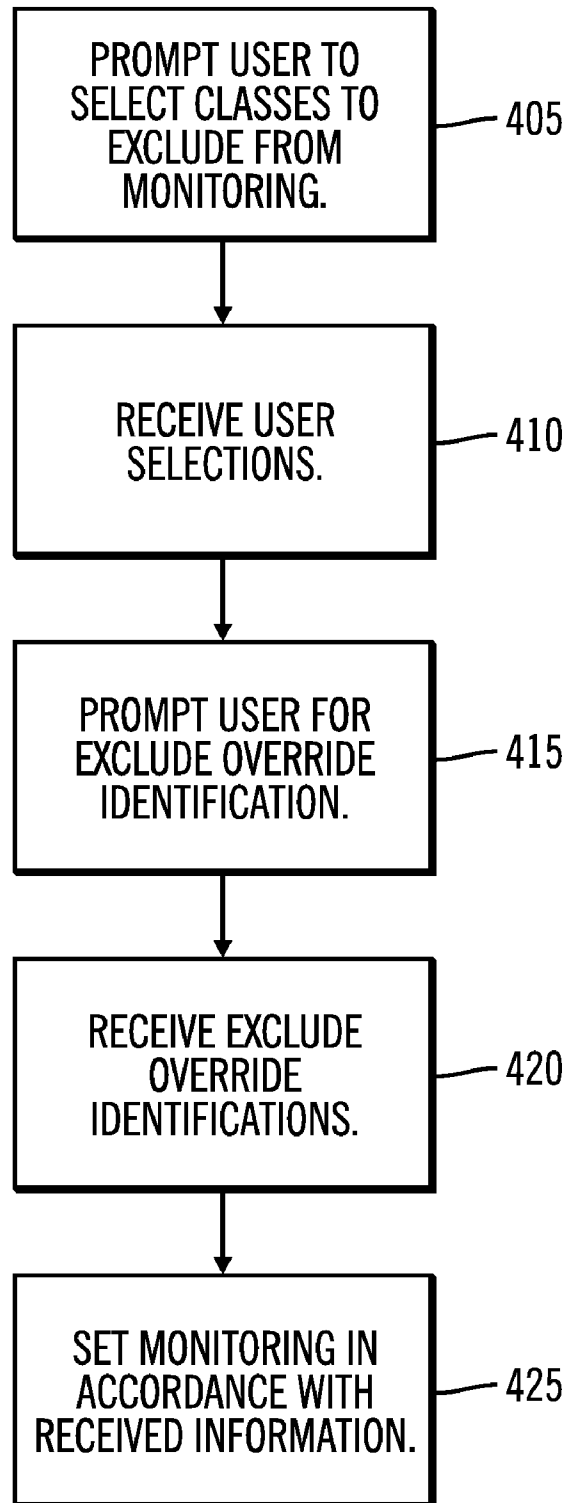 PROMPT USER TO
SELECT CLASSES TO
EXCLUDE FROM
MONITORING.
405
RECEIVE USER
SELECTIONS.
410
PROMPT USER FOR
EXCLUDE OVERRIDE
IDENTIFICATION.
415
RECEIVE EXCLUDE
OVERRIDE
IDENTIFICATIONS.
420
SET MONITORING IN
ACCORDANCE WITH
RECEIVED INFORMATION.
425